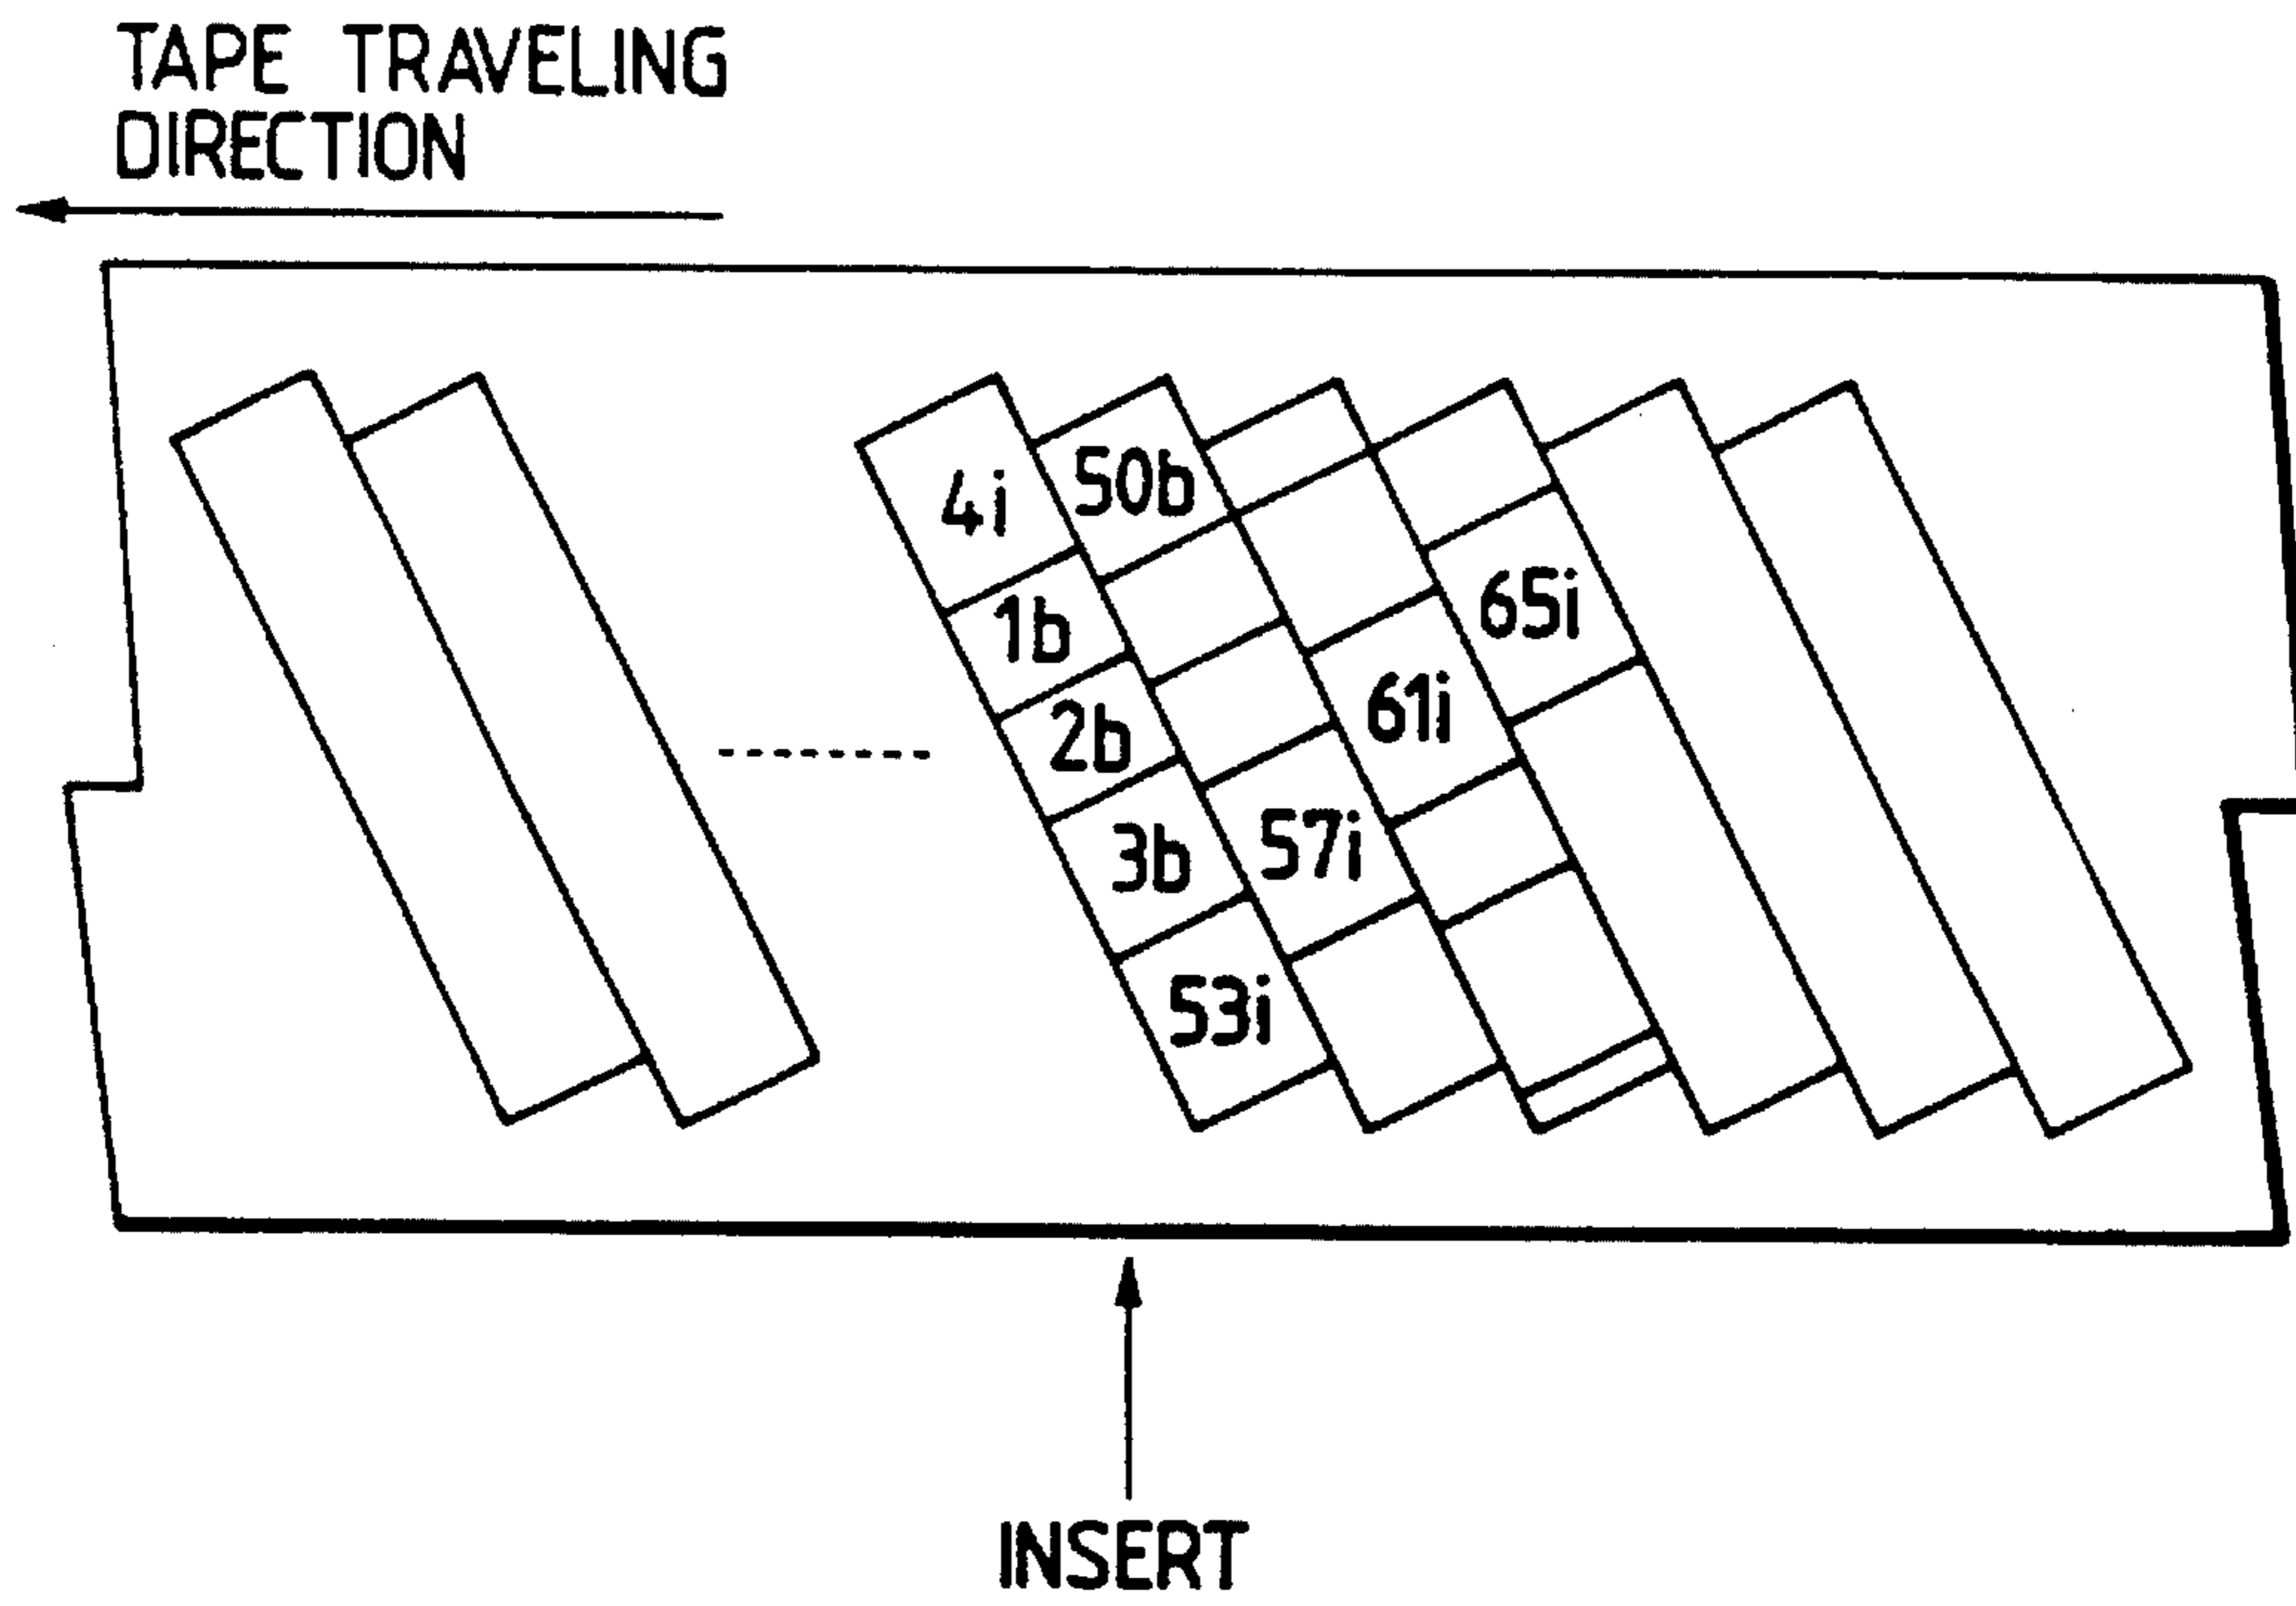 TAPE TRAVELING
DIRECTION
4i
50b
1b
65i
2b
61i
3b
57i
53i
INSERT